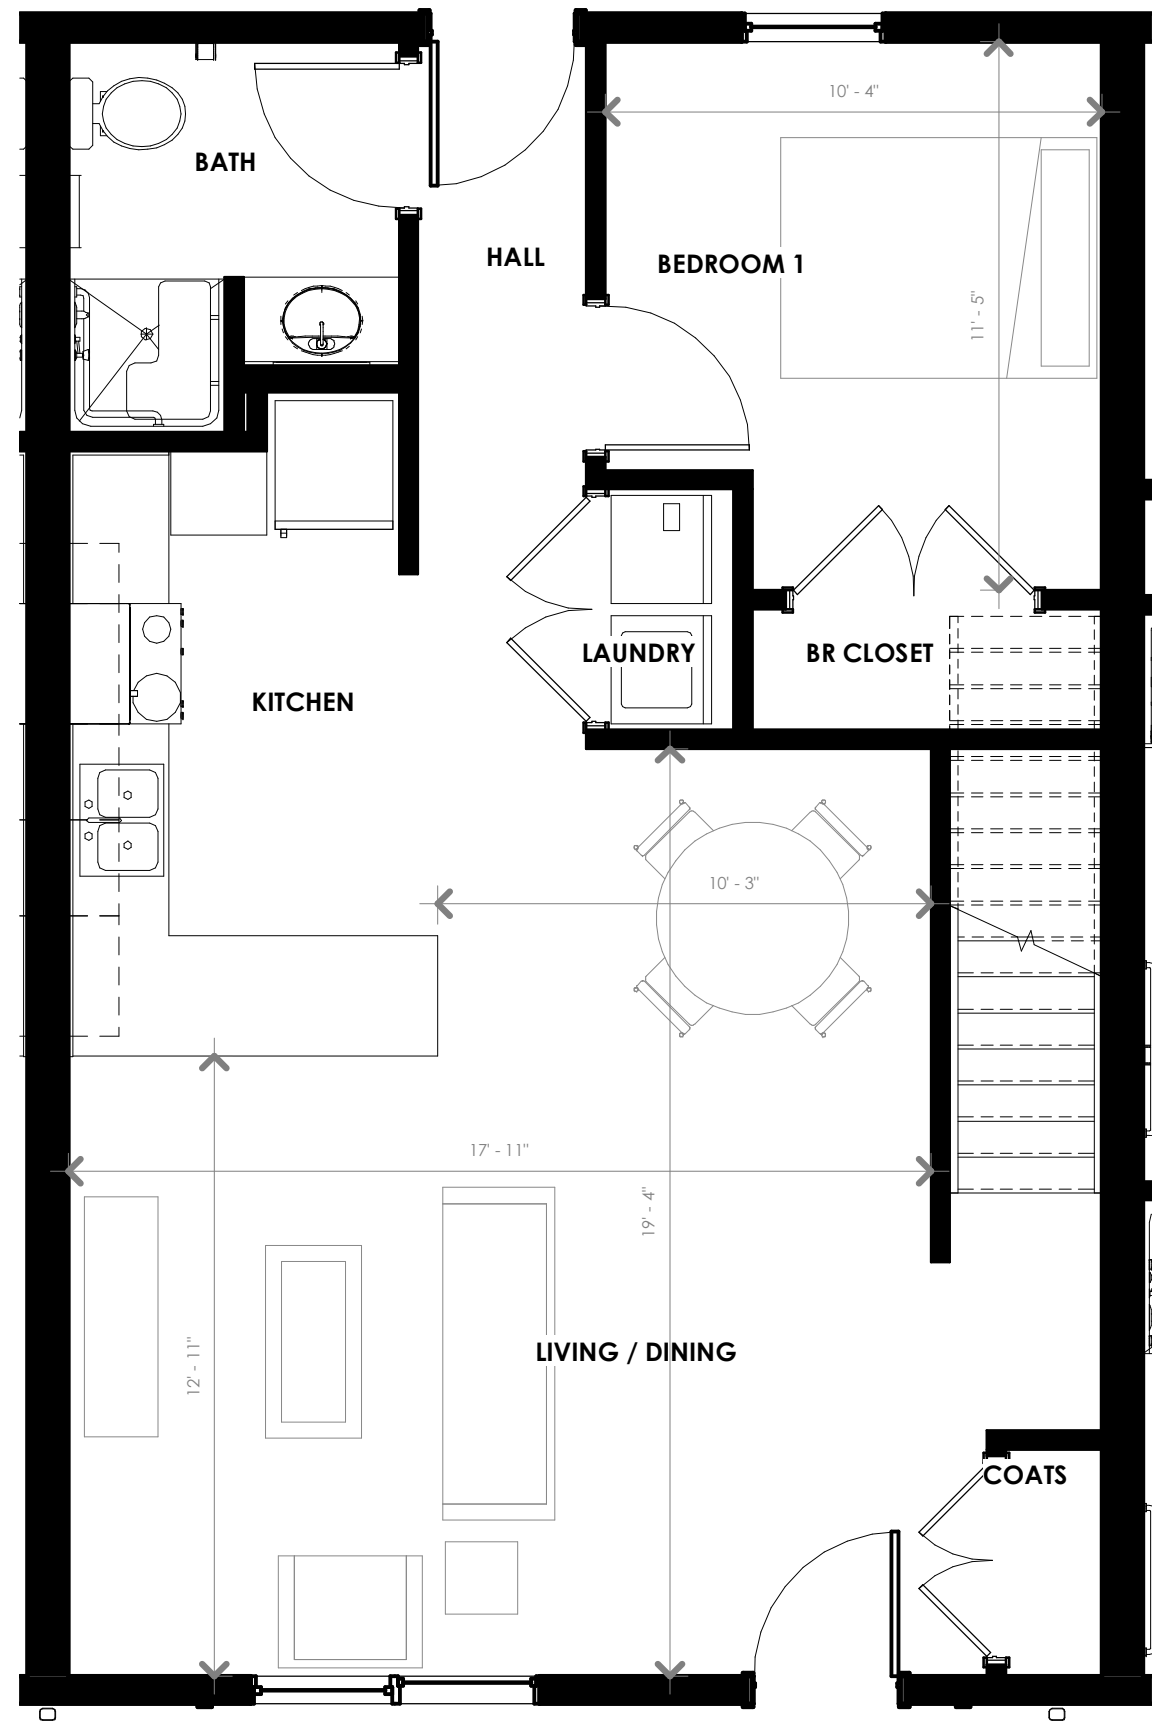 10' - 4"
BATH
HALL
BEDROOM 1
11' - 5"
LAUNDRY
BR CLOSET
KITCHEN
10' - 3"
17' - 11"
19' - 4"
12' - 11"
LIVING / DINING
COATS